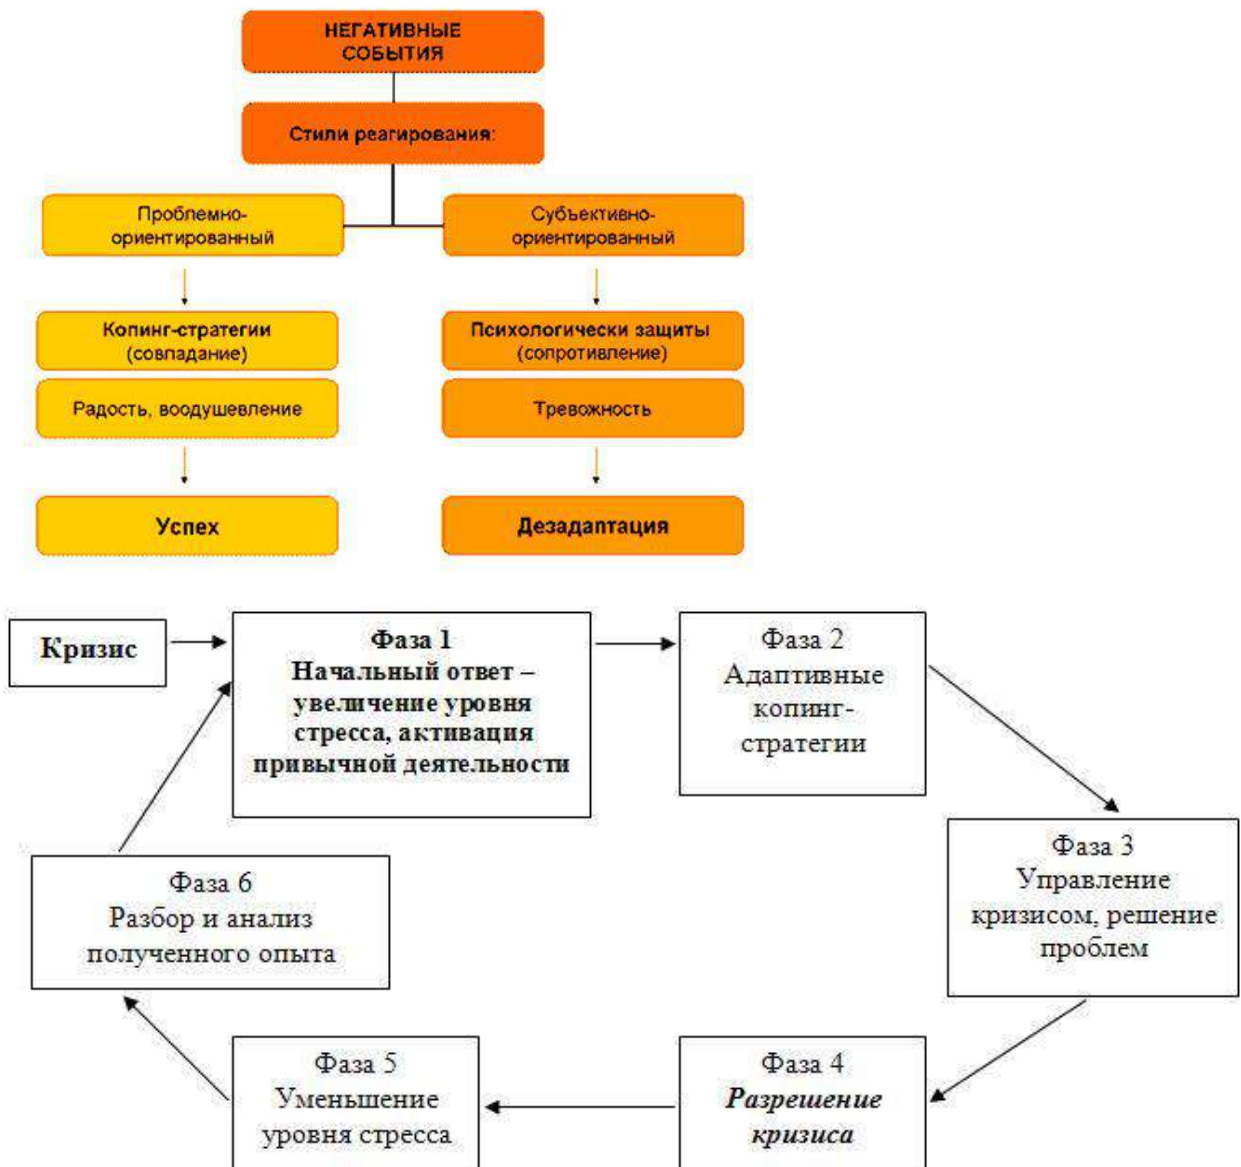 НЕГАТИВНЫЕ
СОБЫТИЯ
Стили реагирования:
Проблемно-
ориентированный
Субъективно-
ориентированный
Копинг-стратегии
(совпадание)
Психологически защиты
(сопротивление)
Радость, воодушевление
Тревожность
Успех
Дезадаптация
Кризис
Фаза 1
Начальный ответ –
увеличение уровня
стресса, активация
привычной деятельности
Фаза 2
Адаптивные
копинг-
стратегии
Фаза 3
Управление
кризисом, решение
проблем
Фаза 4
Разрешение
кризиса
Фаза 5
Уменьшение
уровня стресса
Фаза 6
Разбор и анализ
полученного опыта